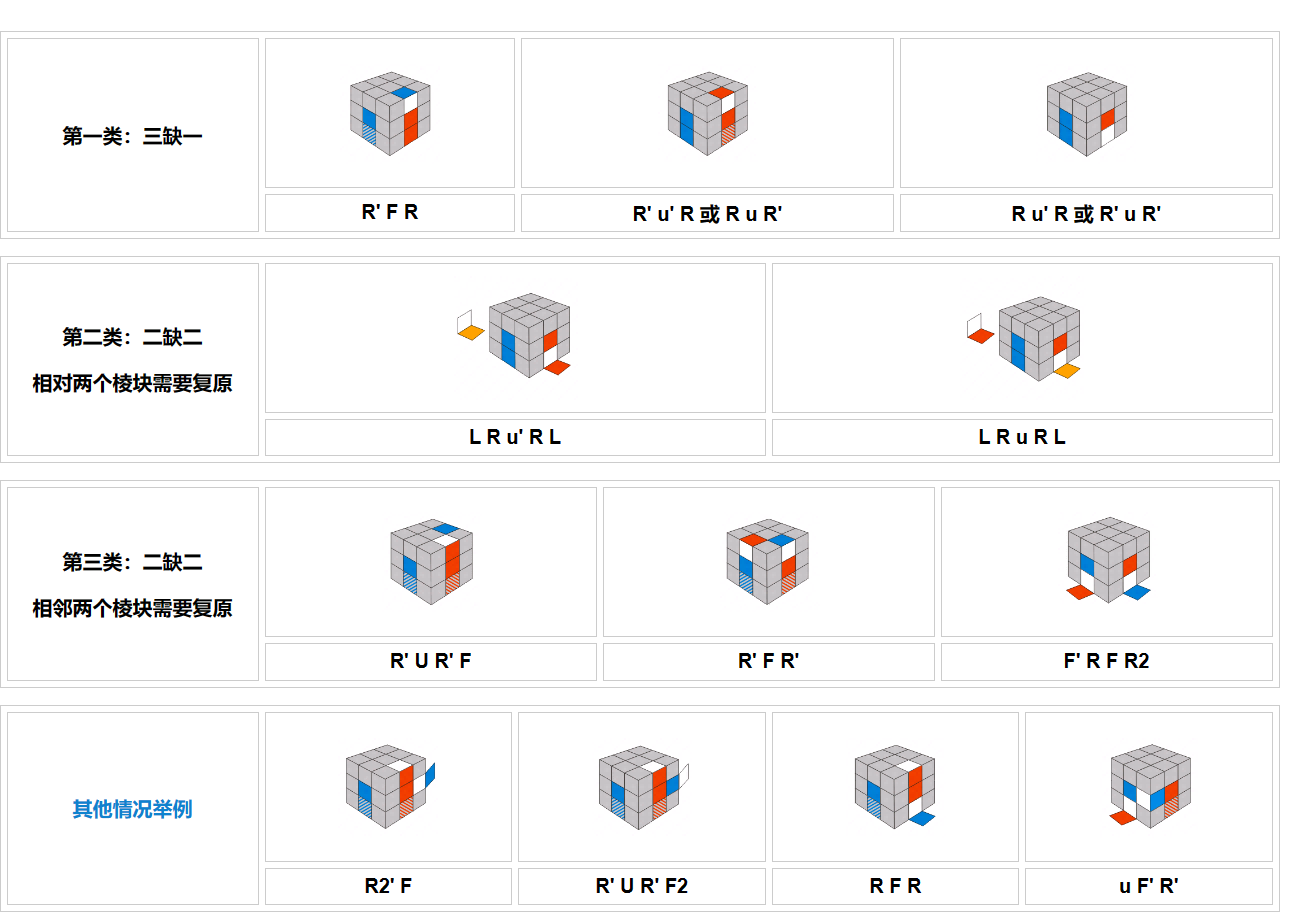 第一类：三缺一
R' F R
R' u' R 或 R u R'
R u' R 或 R' u R'
第二类：二缺二
相对两个棱块需要复原
L R u' R L
L R u R L
第三类：二缺二
相邻两个棱块需要复原
R' U R' F
R' F R'
F' R F R2
其他情况举例
R2' F
R' U R' F2
R F R
u F' R'